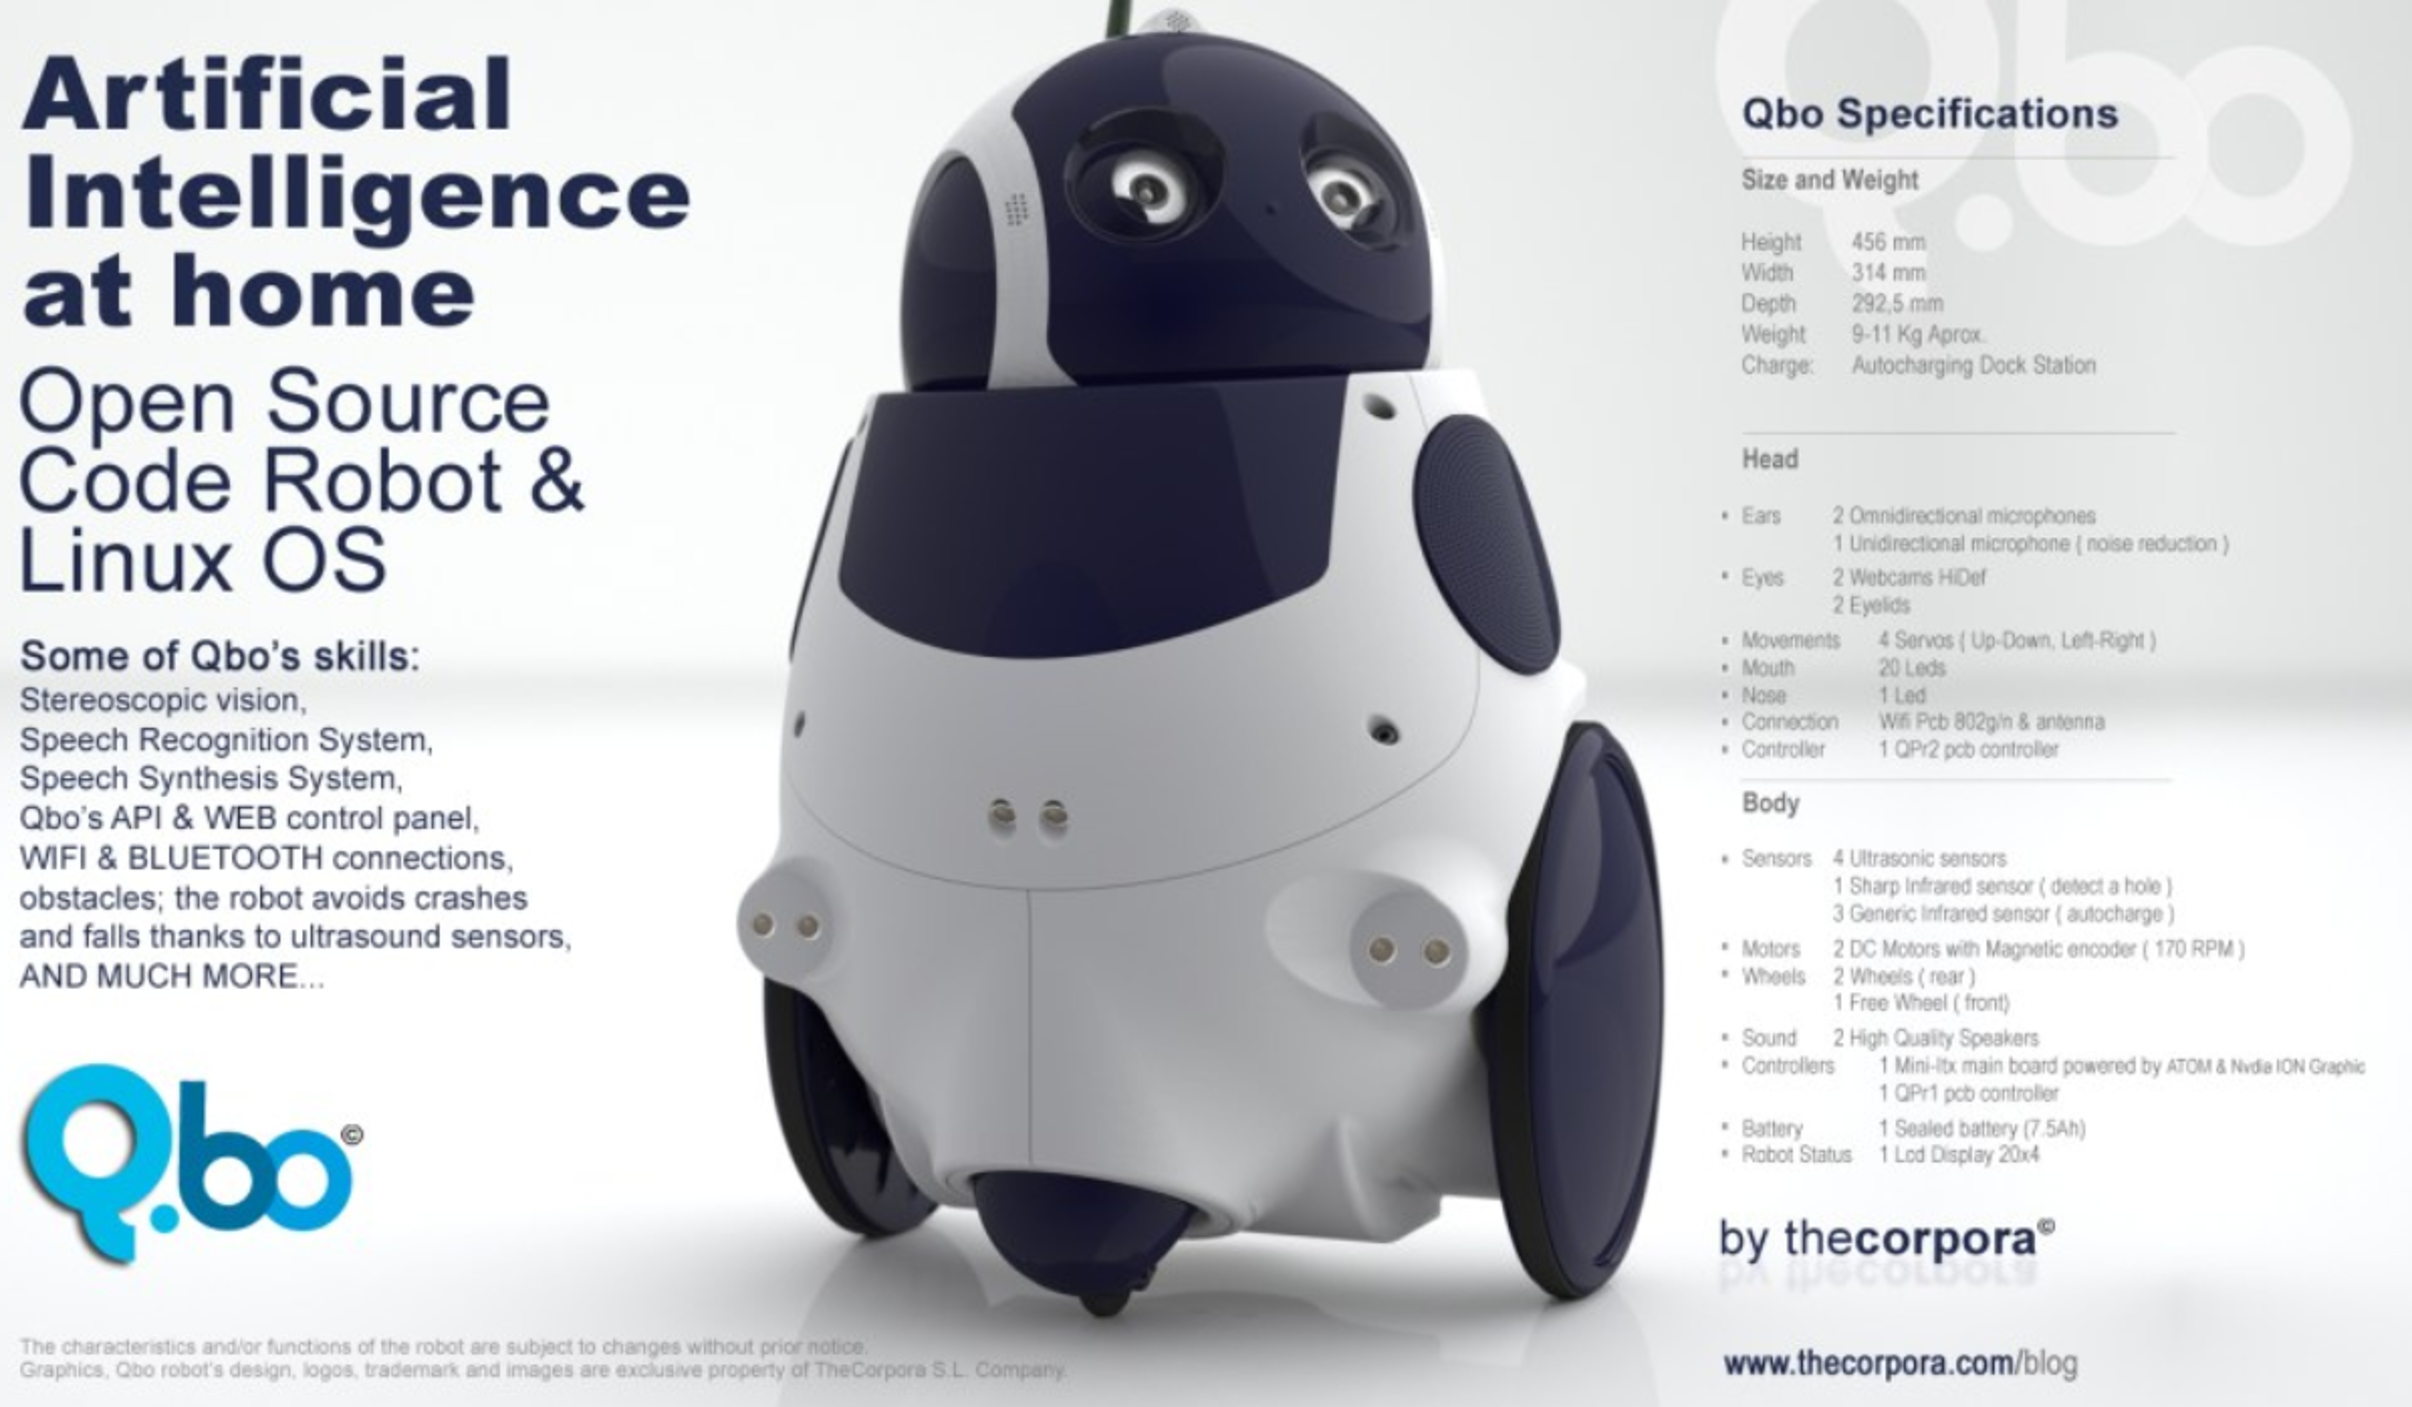 Artificial
Intelligence
at home
Open Source
Code Robot &
Linux OS
Some of Qbo's skills:
Stereoscopic vision,
Speech Recognition System,
Speech Synthesis System,
Qbo's API & WEB control panel,
WIFI & BLUETOOTH connections,
obstacles; the robot avoids crashes
and falls thanks to ultrasound sensors,
AND MUCH MORE...
Q.bo©
The characteristics and/or functions of the robot are subject to changes without prior notice.
Graphics, Qbo robot's design, logos, trademark and images are exclusive property of TheCorpora S.L. Company.
Q.bo
Qbo Specifications
Size and Weight
Height 456 mm
Width 314 mm
Depth 292,5 mm
Weight 9-11 Kg Aprox.
Charge: Autocharging Dock Station
Head
• Ears 2 Omnidirectional microphones
1 Unidirectional microphone ( noise reduction )
• Eyes 2 Webcams HiDef
2 Eyelids
• Movements 4 Servos ( Up-Down, Left-Right )
• Mouth 20 Leds
• Nose 1 Led
• Connection Wifi Pcb 802g/n & antenna
• Controller 1 QPr2 pcb controller
Body
• Sensors 4 Ultrasonic sensors
1 Sharp Infrared sensor ( detect a hole )
3 Generic Infrared sensor ( autocharge )
• Motors 2 DC Motors with Magnetic encoder ( 170 RPM )
• Wheels 2 Wheels ( rear )
1 Free Wheel ( front)
• Sound 2 High Quality Speakers
• Controllers 1 Mini-Itx main board powered by ATOM & Nvdia ION Graphic
1 QPr1 pcb controller
• Battery 1 Sealed battery (7.5Ah)
• Robot Status 1 Lcd Display 20x4
by thecorpora©
www.thecorpora.com/blog